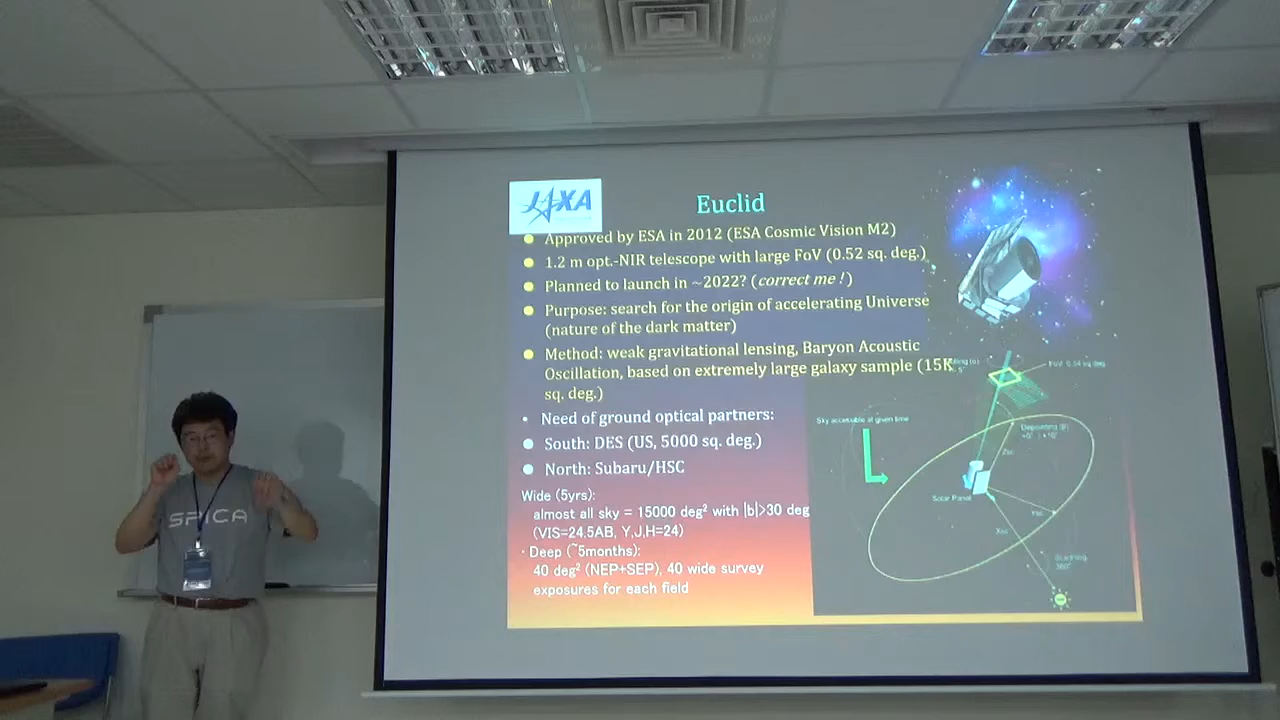 JAXA
Euclid
Approved by ESA in 2012 (ESA Cosmic Vision M2)
1.2 m opt.-NIR telescope with large FoV (0.52 sq. deg.)
Planned to launch in ~2022? (correct me !)
Purpose: search for the origin of accelerating Universe
(nature of the dark matter)
Method: weak gravitational lensing, Baryon Acoustic
Oscillation, based on extremely large galaxy sample (15K
sq. deg.)
• Need of ground optical partners:
South: DES (US, 5000 sq. deg.)
North: Subaru/HSC
Wide (5yrs):
almost all sky = 15000 deg² with |b|>30 deg
(VIS=24.5AB, Y,J,H=24)
· Deep (~5months):
40 deg² (NEP+SEP), 40 wide survey
exposures for each field
Sky accessible at given time
Solar Panel
SPICA